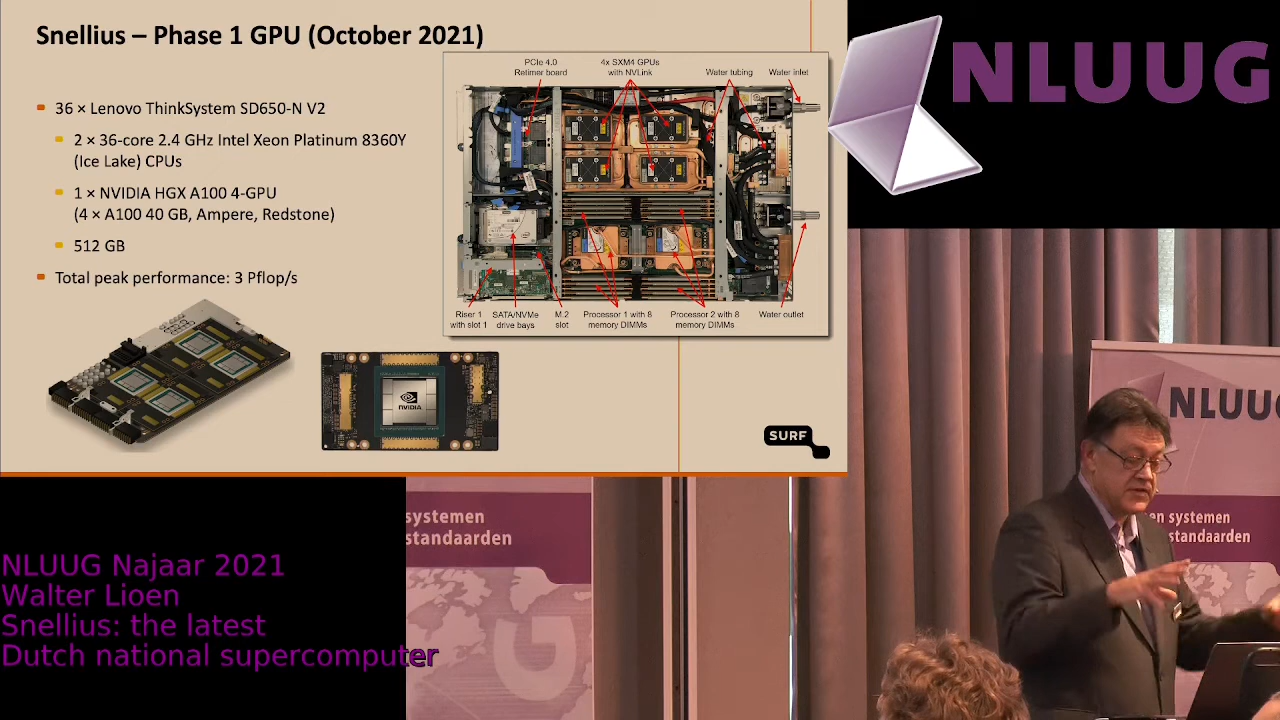 Snellius – Phase 1 GPU (October 2021)
36 × Lenovo ThinkSystem SD650-N V2
2 × 36-core 2.4 GHz Intel Xeon Platinum 8360Y
(Ice Lake) CPUs
1 × NVIDIA HGX A100 4-GPU
(4 × A100 40 GB, Ampere, Redstone)
512 GB
Total peak performance: 3 Pflop/s
PCIe 4.0
Retimer board
4x SXM4 GPUs
with NVLink
Water tubing
Water inlet
Riser 1
with slot 1
SATA/NVMe
drive bays
M.2
slot
Processor 1 with 8
memory DIMMs
Processor 2 with 8
memory DIMMs
Water outlet
NVIDIA
SURF
NLUUG
NLUUG
en systemen
standaarden
systemen
standaarden
G
NLUUG Najaar 2021
Walter Lioen
Snellius: the latest
Dutch national supercomputer